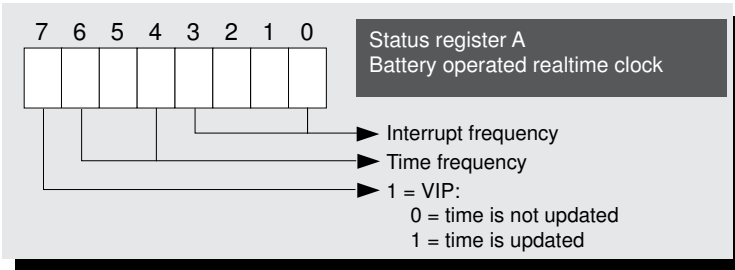 7 6 5 4 3 2 1 0
Status register A
Battery operated realtime clock
Interrupt frequency
Time frequency
1 = VIP:
0 = time is not updated
1 = time is updated